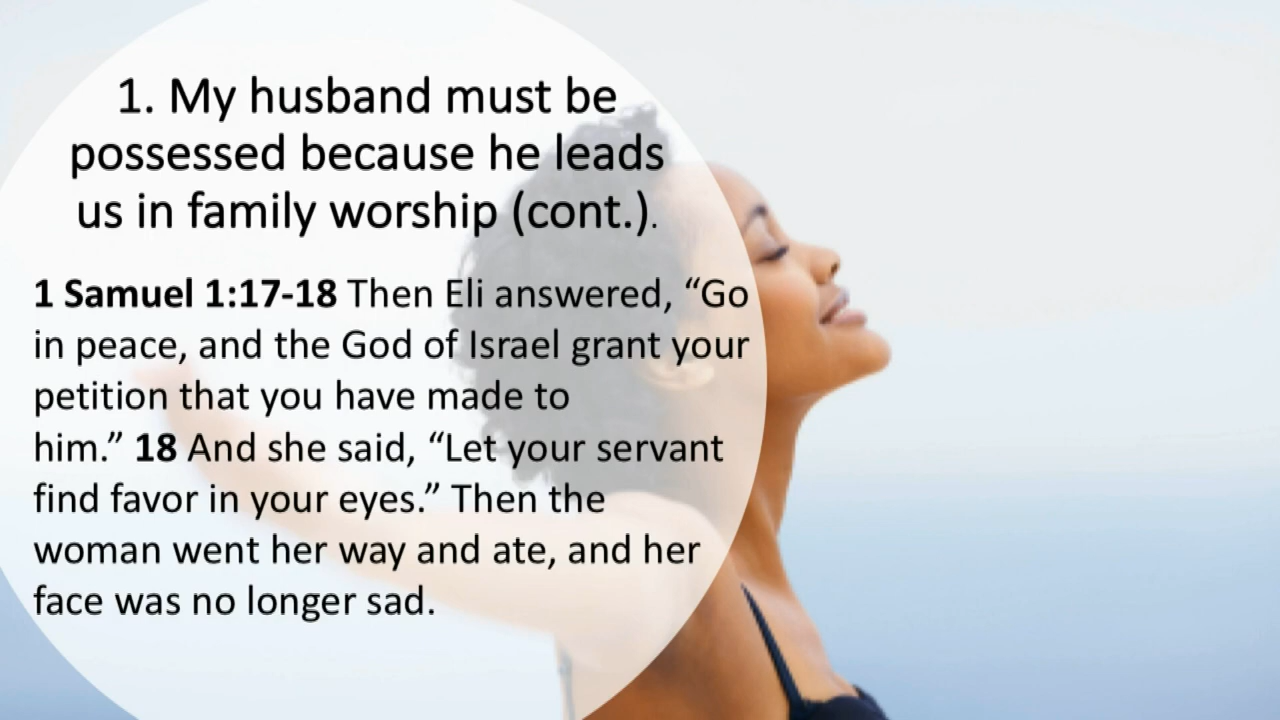 1. My husband must be
possessed because he leads
us in family worship (cont.).
1 Samuel 1:17-18 Then Eli answered, “Go
in peace, and the God of Israel grant your
petition that you have made to
him.” 18 And she said, “Let your servant
find favor in your eyes.” Then the
woman went her way and ate, and her
face was no longer sad.